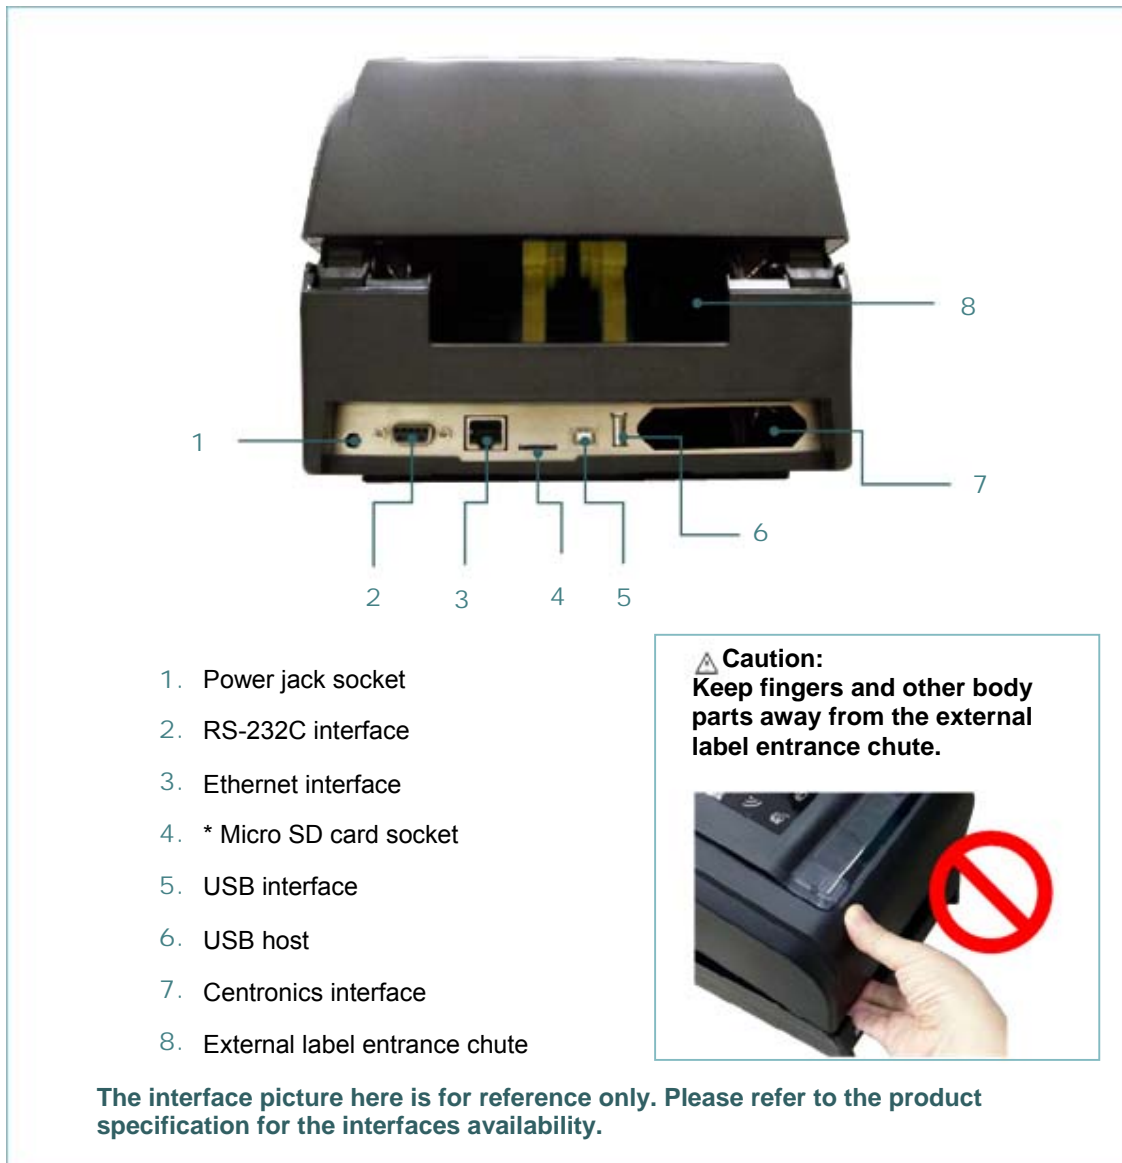 8
1
7
6
2
3
4
5
1. Power jack socket
2. RS-232C interface
3. Ethernet interface
4. * Micro SD card socket
5. USB interface
6. USB host
7. Centronics interface
8. External label entrance chute
Caution:
Keep fingers and other body
parts away from the external
label entrance chute.
The interface picture here is for reference only. Please refer to the product
specification for the interfaces availability.